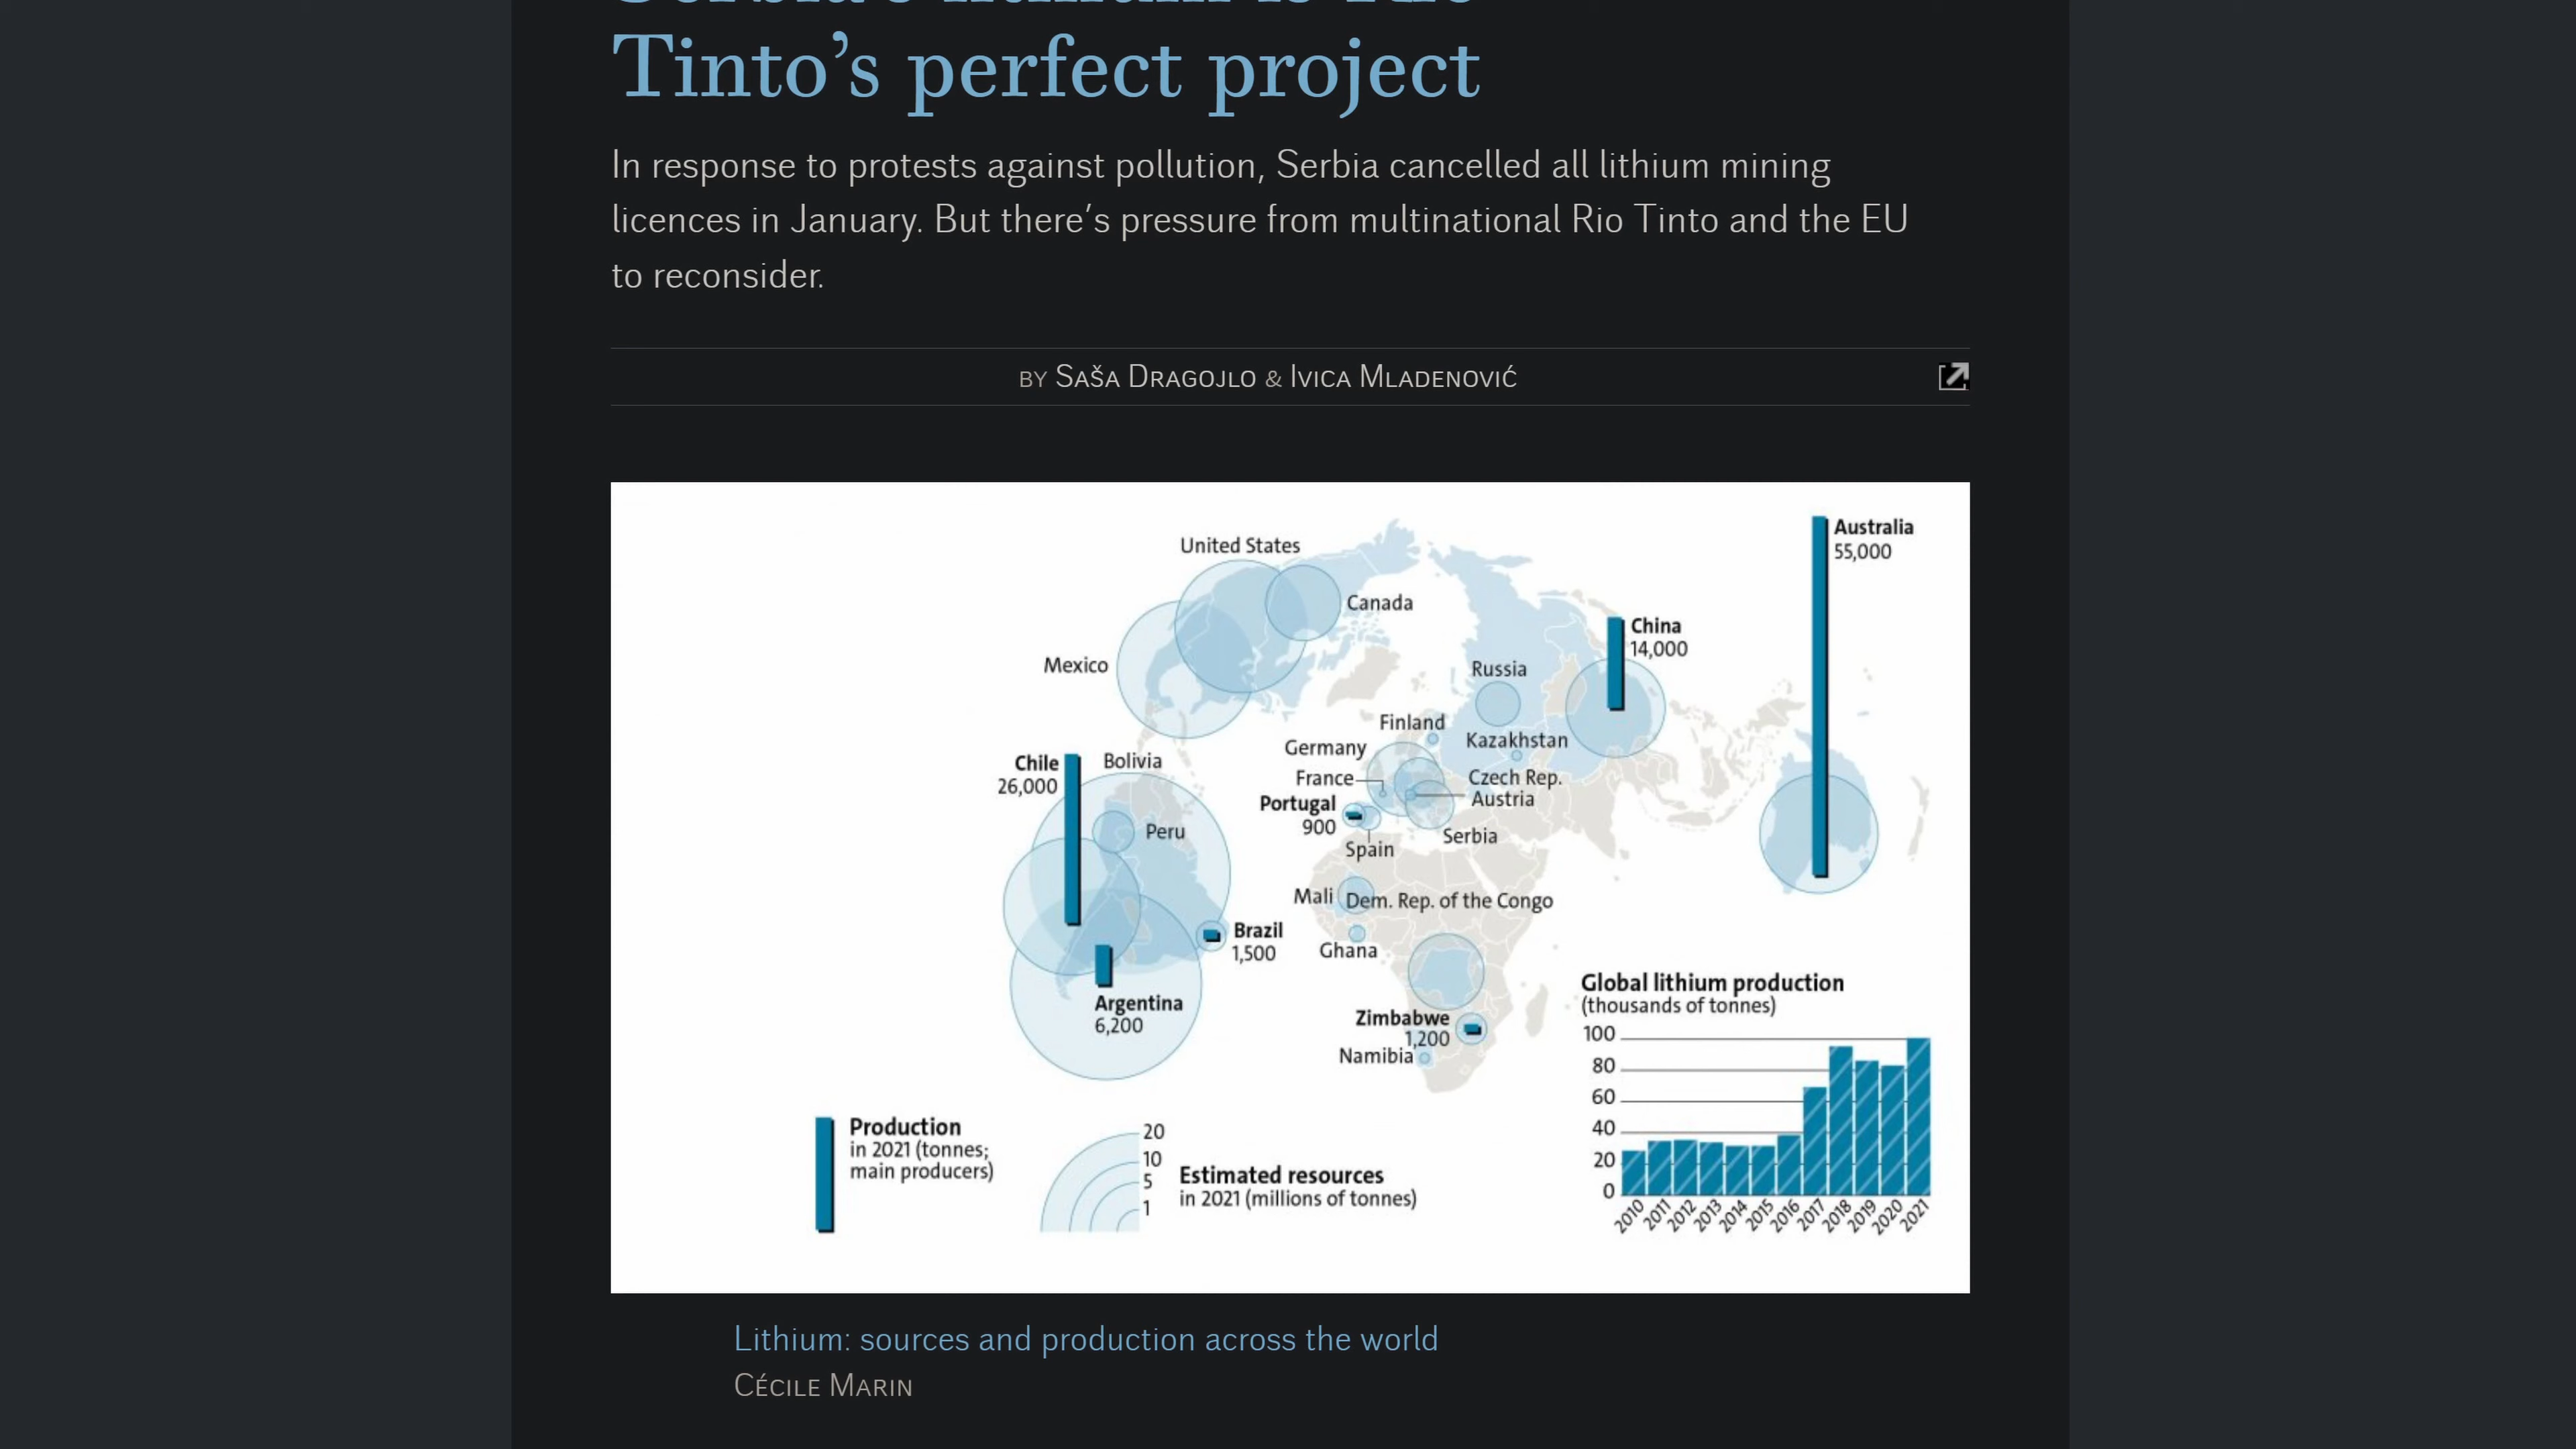 Tinto’s perfect project
In response to protests against pollution, Serbia cancelled all lithium mining
licences in January. But there’s pressure from multinational Rio Tinto and the EU
to reconsider.
BY SAŠA DRAGOJLO & IVICA MLADENOVIĆ
United States
Canada
Mexico
Australia
55,000
China
14,000
Russia
Finland
Kazakhstan
Germany
France
Czech Rep.
Austria
Portugal
900
Serbia
Spain
Chile
26,000
Bolivia
Peru
Brazil
1,500
Argentina
6,200
Mali
Dem. Rep. of the Congo
Ghana
Zimbabwe
1,200
Namibia
Production
in 2021 (tonnes;
main producers)
20
10
5
1
Estimated resources
in 2021 (millions of tonnes)
Global lithium production
(thousands of tonnes)
100
80
60
40
20
0
2010 2011 2012 2013 2014 2015 2016 2017 2018 2019 2020 2021
Lithium: sources and production across the world
CÉCILE MARIN